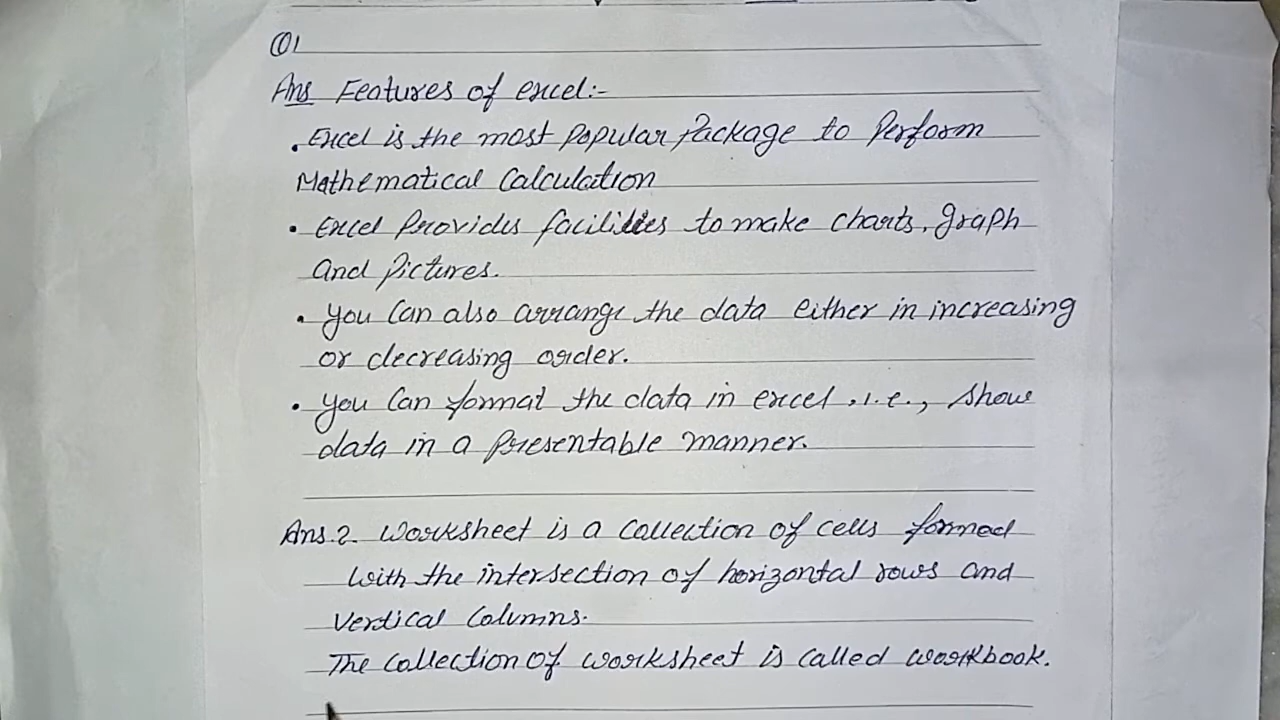 Q1
Ans Features of excel:-
• Excel is the most Popular Package to Perform
Mathematical Calculation
• Excel Provides facilities to make charts, graph
and Pictures.
• You Can also arrange the data either in increasing
or decreasing order.
• You Can format the data in excel , i.e., Show
data in a Presentable manner.
Ans.2. Worksheet is a Collection of cells formed
with the intersection of horizontal rows and
Vertical Columns.
The Collection of worksheet is called workbook.